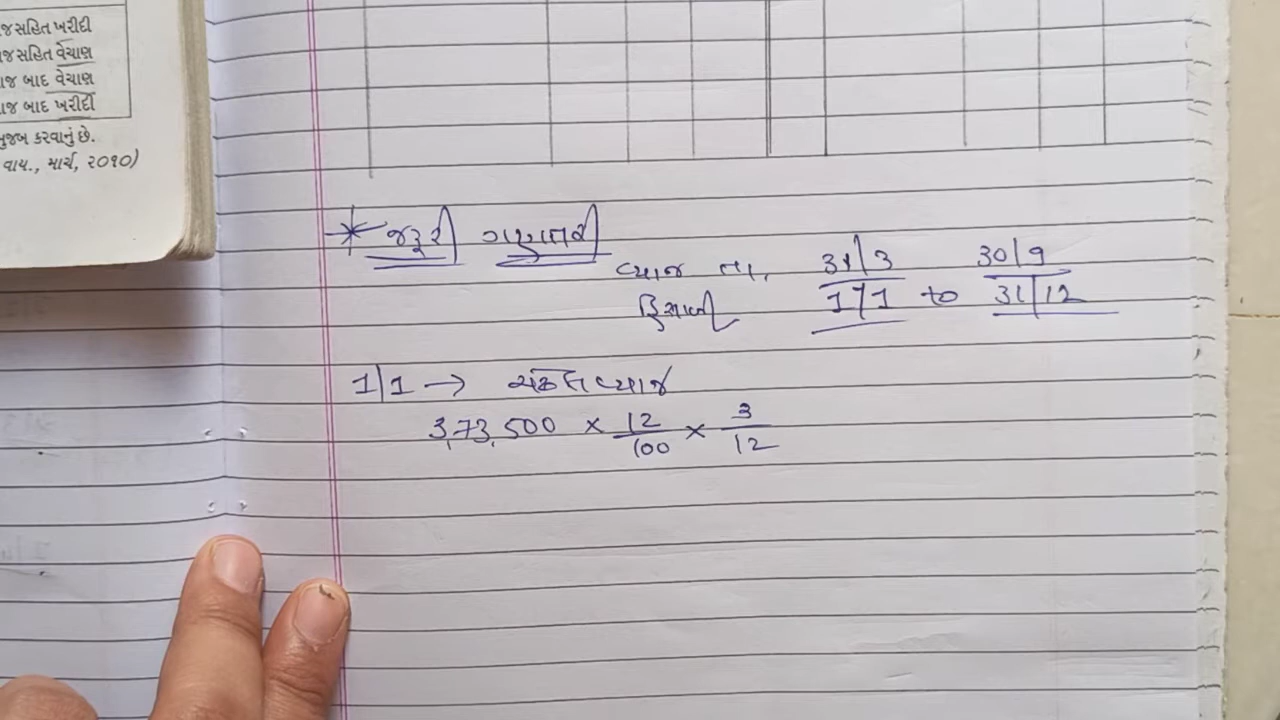 જસહિત ખરીદી
જસહિત વેચાણ
જ બાદ વેચાણ
જ બાદ ખરીદી
મુજબ કરવાનું છે.
વાય., માર્ચ, ૨૦૧૦)
* જરૂરી ગણતરી
વ્યાજ તા. 31/3 30/9
હિસાબી 1/1 to 31/12
1/1 → ચઢત વ્યાજ
3,73,500 × 12/100 × 3/12